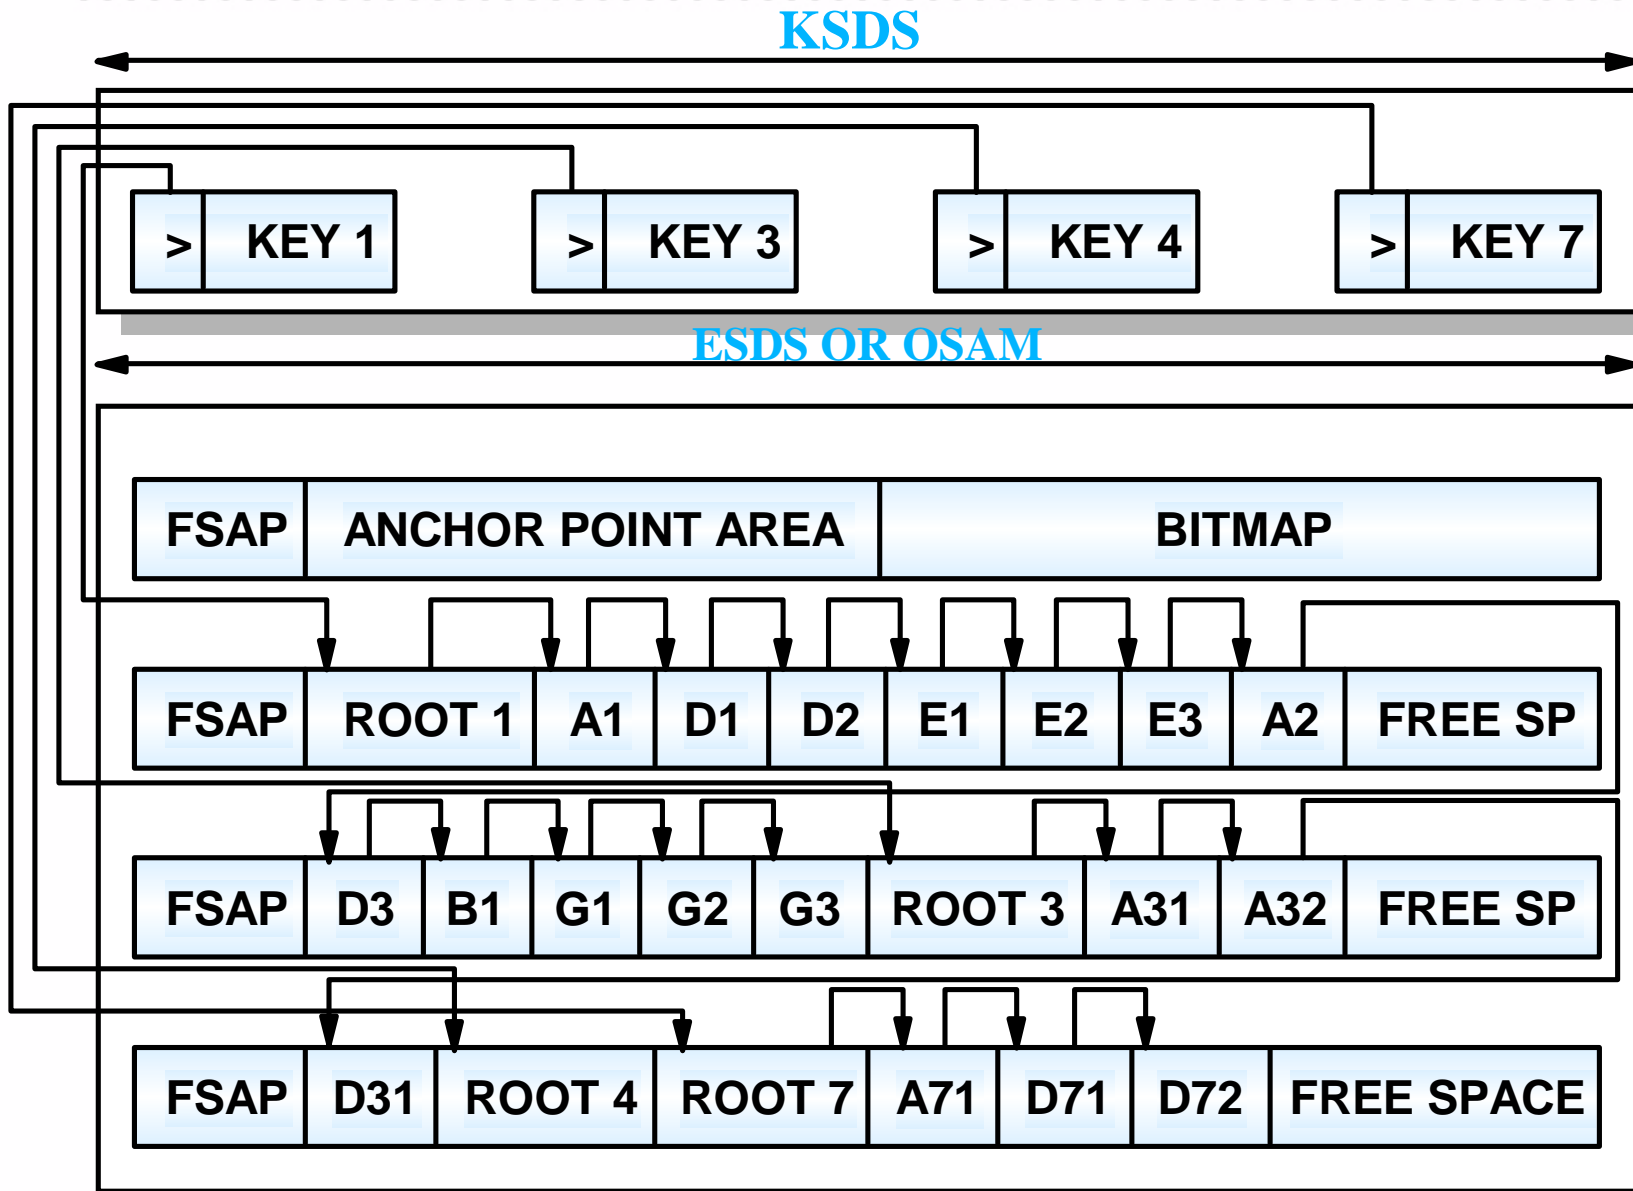 KSDS
> KEY 1 > KEY 3 > KEY 4 > KEY 7
ESDS OR OSAM
FSAP ANCHOR POINT AREA BITMAP
FSAP ROOT 1 A1 D1 D2 E1 E2 E3 A2 FREE SP
FSAP D3 B1 G1 G2 G3 ROOT 3 A31 A32 FREE SP
FSAP D31 ROOT 4 ROOT 7 A71 D71 D72 FREE SPACE